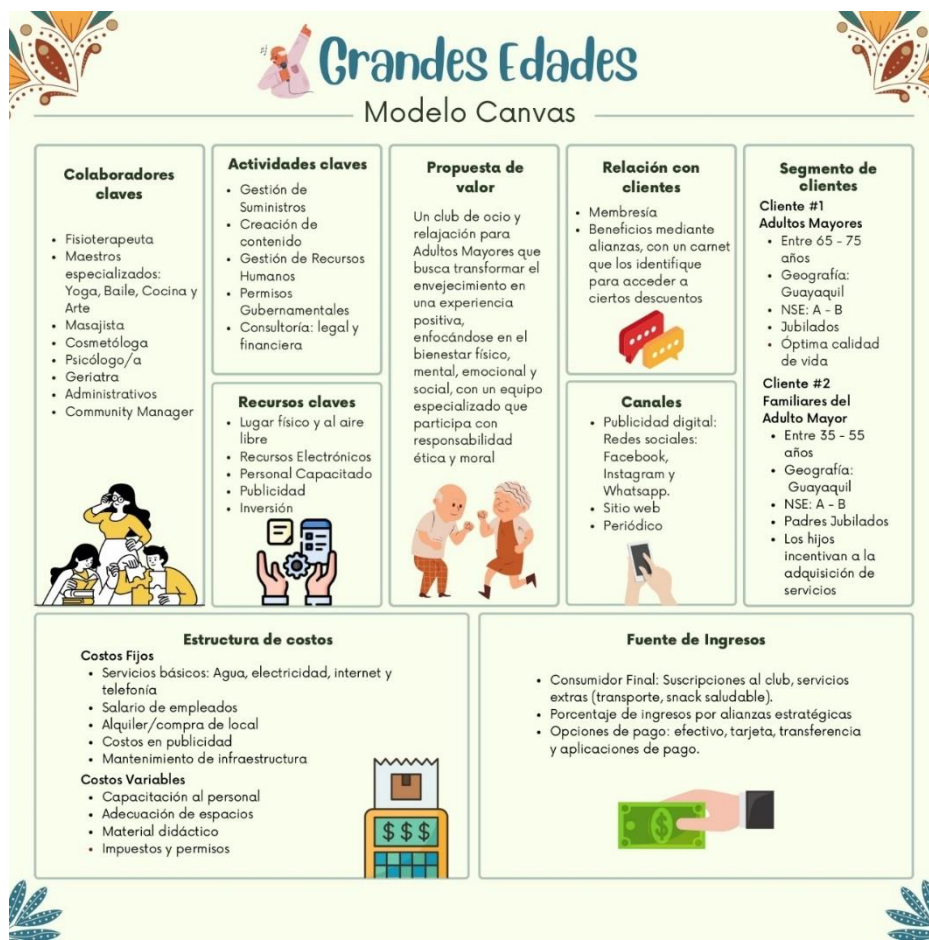 Grandes Edades
Modelo Canvas
Colaboradores
claves
• Fisioterapeuta
• Maestros
especializados:
Yoga, Baile, Cocina y
Arte
• Masajista
• Cosmetóloga
• Psicólogo/a
• Geriatra
• Administrativos
• Community Manager
Actividades claves
• Gestión de
Suministros
• Creación de
contenido
• Gestión de Recursos
Humanos
• Permisos
Gubernamentales
• Consultoría: legal y
financiera
Recursos claves
• Lugar físico y al aire
libre
• Recursos Electrónicos
• Personal Capacitado
• Publicidad
• Inversión
Propuesta de
valor
Un club de ocio y
relajación para
Adultos Mayores que
busca transformar el
envejecimiento en
una experiencia
positiva,
enfocándose en el
bienestar físico,
mental, emocional y
social, con un equipo
especializado que
participa con
responsabilidad
ética y moral
Relación con
clientes
• Membresía
• Beneficios mediante
alianzas, con un carnet
que los identifique
para acceder a
ciertos descuentos
Canales
• Publicidad digital:
Redes sociales:
Facebook,
Instagram y
Whatsapp.
• Sitio web
• Periódico
Segmento de
clientes
Cliente #1
Adultos Mayores
• Entre 65 - 75
años
• Geografía:
Guayaquil
• NSE: A - B
• Jubilados
• Óptima calidad
de vida
Cliente #2
Familiares del
Adulto Mayor
• Entre 35 - 55
años
• Geografía:
Guayaquil
• NSE: A - B
• Padres Jubilados
• Los hijos
incentivan a la
adquisición de
servicios
Estructura de costos
Costos Fijos
• Servicios básicos: Agua, electricidad, internet y
telefonía
• Salario de empleados
• Alquiler/compra de local
• Costos en publicidad
• Mantenimiento de infraestructura
Costos Variables
• Capacitación al personal
• Adecuación de espacios
• Material didáctico
• Impuestos y permisos
$$$
Fuente de Ingresos
• Consumidor Final: Suscripciones al club, servicios
extras (transporte, snack saludable).
• Porcentaje de ingresos por alianzas estratégicas
• Opciones de pago: efectivo, tarjeta, transferencia
y aplicaciones de pago.
$